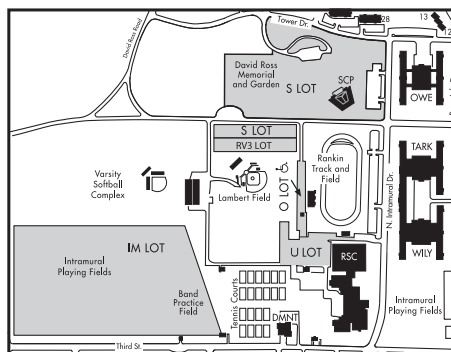 Tower Dr.
David Ross Road
28
13
12
David Ross
Memorial
and Garden
S LOT
SCP
OWE
S LOT
RV3 LOT
Varsity
Softball
Complex
Lambert Field
O LOT
Rankin
Track and
Field
N. Intramural Dr.
TARK
WILY
IM LOT
Intramural
Playing Fields
Band
Practice
Field
U LOT
RSC
Tennis Courts
DMNT
Intramural
Playing Fields
Third St.